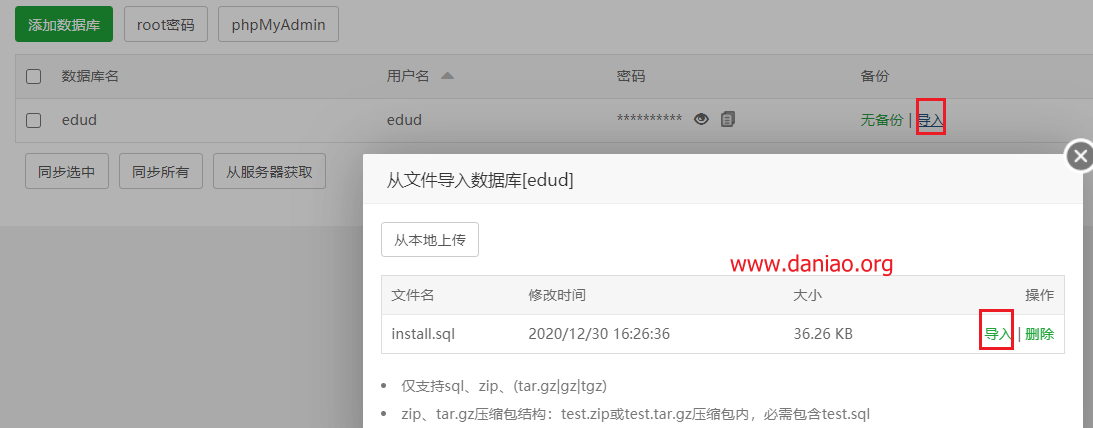 添加数据库 root密码 phpMyAdmin
数据库名 用户名 密码 备份
edud edud ********** 无备份 | 导入
同步选中 同步所有 从服务器获取
从文件导入数据库[edud]
从本地上传
www.daniao.org
文件名 修改时间 大小 操作
install.sql 2020/12/30 16:26:36 36.26 KB 导入 | 删除
• 仅支持sql、zip、(tar.gz|gz|tgz)
• zip、tar.gz压缩包结构：test.zip或test.tar.gz压缩包内，必需包含test.sql